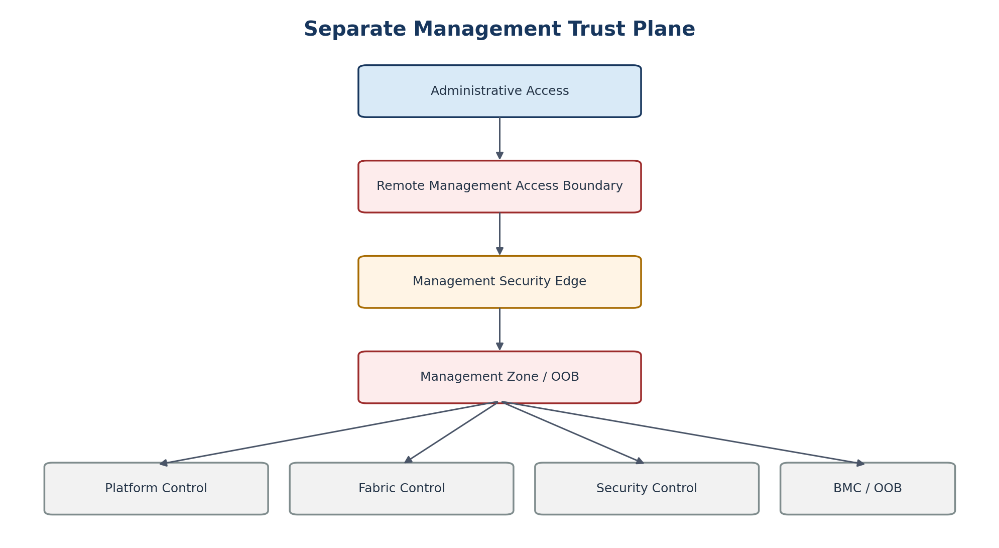 Separate Management Trust Plane
Administrative Access
Remote Management Access Boundary
Management Security Edge
Management Zone / OOB
Platform Control
Fabric Control
Security Control
BMC / OOB